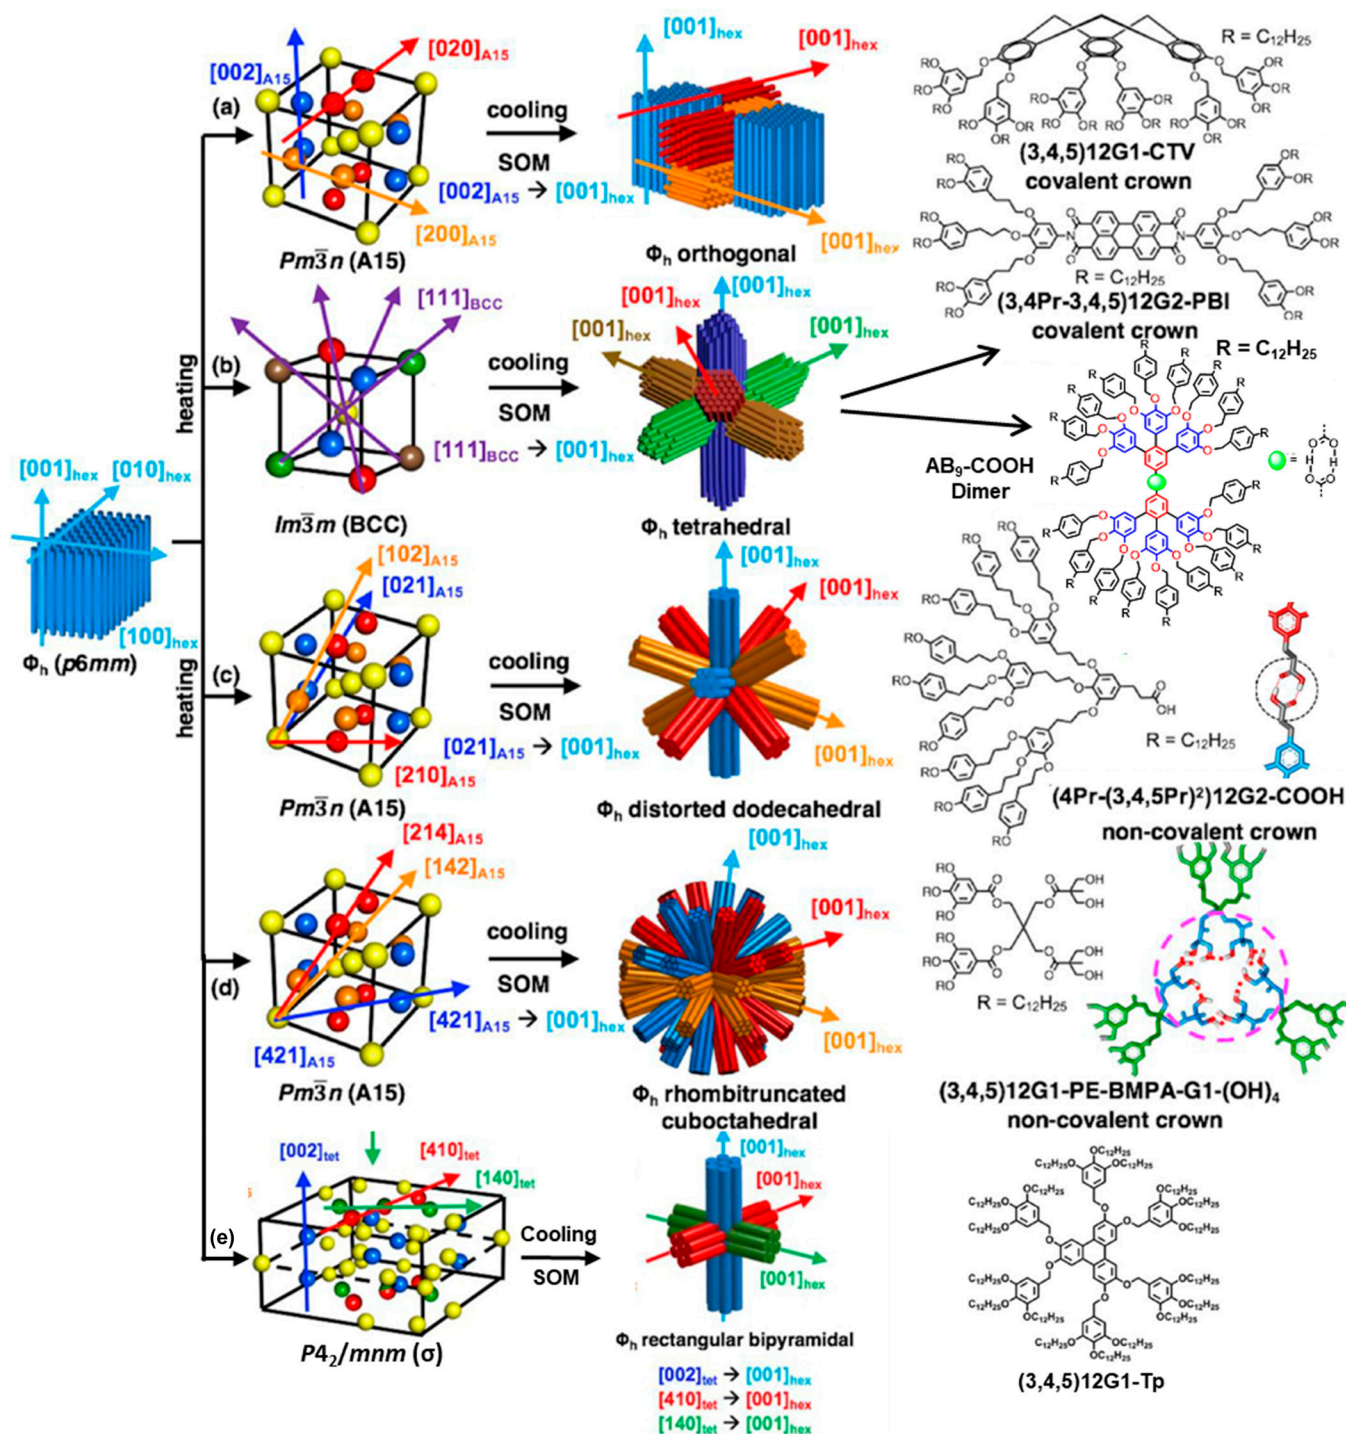 (a)
[002]A15
[020]A15
[200]A15
Pm3̅n (A15)
cooling
SOM
[002]A15 → [001]hex
[001]hex
[001]hex
[001]hex
Φh orthogonal
R = C12H25
(3,4,5)12G1-CTV
covalent crown
R = C12H25
(3,4Pr-3,4,5)12G2-PBI
covalent crown
heating
(b)
[111]BCC
Im3̅m (BCC)
cooling
SOM
[111]BCC → [001]hex
[001]hex
[001]hex
[001]hex
[001]hex
Φh tetrahedral
R = C12H25
AB9-COOH
Dimer
[001]hex
[010]hex
[100]hex
Φh (p6mm)
heating
(c)
[102]A15
[021]A15
[210]A15
Pm3̅n (A15)
cooling
SOM
[021]A15 → [001]hex
[001]hex
[001]hex
[001]hex
Φh distorted dodecahedral
R = C12H25
(4Pr-(3,4,5Pr)2)12G2-COOH
non-covalent crown
(d)
[214]A15
[142]A15
[421]A15
Pm3̅n (A15)
cooling
SOM
[421]A15 → [001]hex
[001]hex
[001]hex
[001]hex
Φh rhombitruncated
cuboctahedral
R = C12H25
(3,4,5)12G1-PE-BMPA-G1-(OH)4
non-covalent crown
(e)
[002]tet
[410]tet
[140]tet
P42/mnm (σ)
Cooling
SOM
[001]hex
[001]hex
[001]hex
Φh rectangular bipyramidal
[002]tet → [001]hex
[410]tet → [001]hex
[140]tet → [001]hex
(3,4,5)12G1-Tp